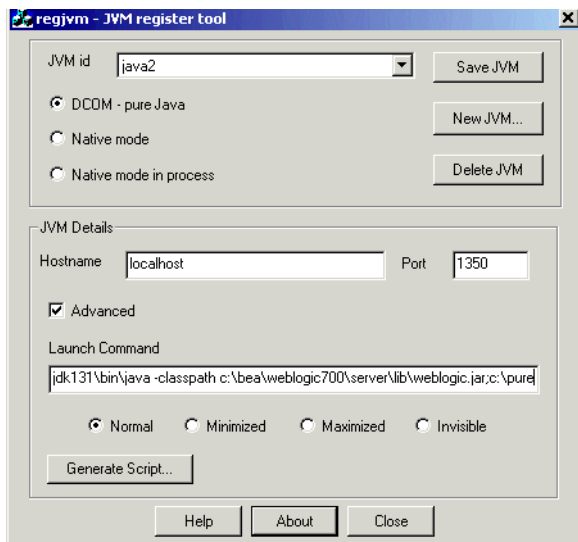 regjvm - JVM register tool
JVM id java2 Save JVM
DCOM - pure Java
New JVM...
Native mode
Native mode in process Delete JVM
JVM Details
Hostname localhost Port 1350
Advanced
Launch Command
jdk131\bin\java -classpath c:\bea\weblogic700\server\lib\weblogic.jar;c:\pure
Normal Minimized Maximized Invisible
Generate Script...
Help About Close